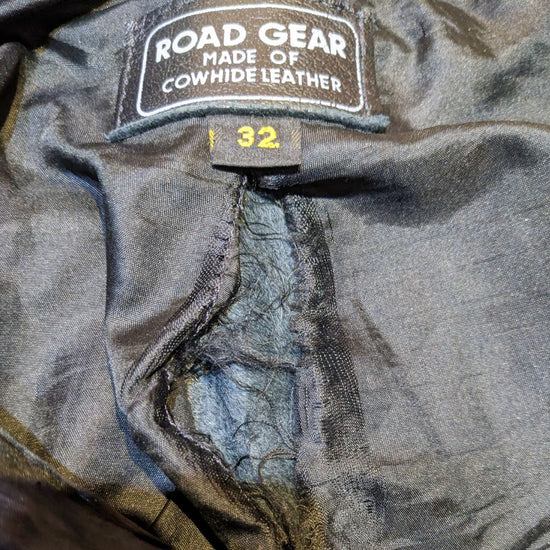 ROAD GEAR
MADE OF
COWHIDE LEATHER
32